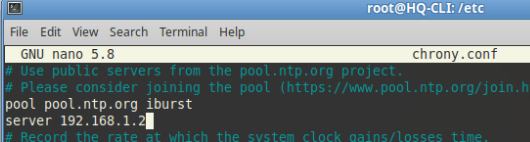 root@HQ-CLI: /etc
File Edit View Search Terminal Help
GNU nano 5.8 chrony.conf
# Use public servers from the pool.ntp.org project.
# Please consider joining the pool (https://www.pool.ntp.org/join.h
pool pool.ntp.org iburst
server 192.168.1.2
# Record the rate at which the system clock gains/losses time.